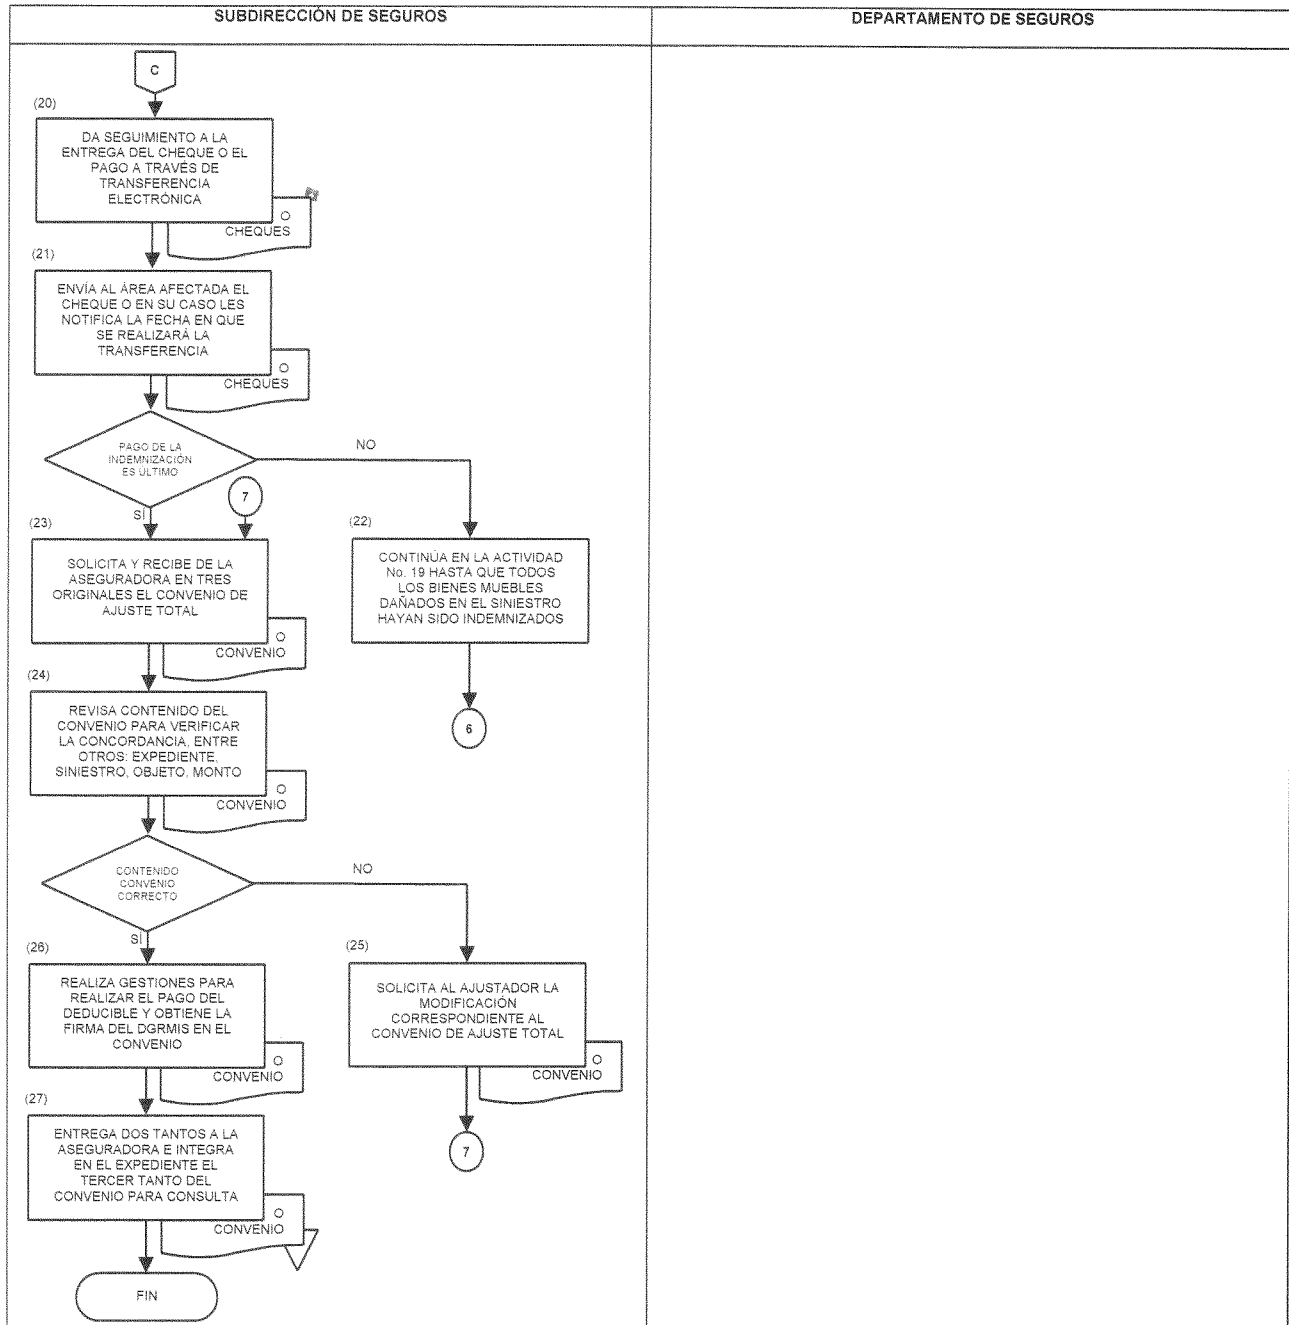 SUBDIRECCIÓN DE SEGUROS
DEPARTAMENTO DE SEGUROS
C
(20)
DA SEGUIMIENTO A LA
ENTREGA DEL CHEQUE O EL
PAGO A TRAVÉS DE
TRANSFERENCIA
ELECTRÓNICA
O
CHEQUES
(21)
ENVÍA AL ÁREA AFECTADA EL
CHEQUE O EN SU CASO LES
NOTIFICA LA FECHA EN QUE
SE REALIZARÁ LA
TRANSFERENCIA
O
CHEQUES
PAGO DE LA
INDEMNIZACIÓN
ES ÚLTIMO
NO
SÍ
7
(23)
SOLICITA Y RECIBE DE LA
ASEGURADORA EN TRES
ORIGINALES EL CONVENIO DE
AJUSTE TOTAL
O
CONVENIO
(22)
CONTINÚA EN LA ACTIVIDAD
No. 19 HASTA QUE TODOS
LOS BIENES MUEBLES
DAÑADOS EN EL SINIESTRO
HAYAN SIDO INDEMNIZADOS
6
(24)
REVISA CONTENIDO DEL
CONVENIO PARA VERIFICAR
LA CONCORDANCIA, ENTRE
OTROS: EXPEDIENTE,
SINIESTRO, OBJETO, MONTO
O
CONVENIO
CONTENIDO
CONVENIO
CORRECTO
NO
SÍ
(26)
REALIZA GESTIONES PARA
REALIZAR EL PAGO DEL
DEDUCIBLE Y OBTIENE LA
FIRMA DEL DGRMIS EN EL
CONVENIO
O
CONVENIO
(25)
SOLICITA AL AJUSTADOR LA
MODIFICACIÓN
CORRESPONDIENTE AL
CONVENIO DE AJUSTE TOTAL
O
CONVENIO
7
(27)
ENTREGA DOS TANTOS A LA
ASEGURADORA E INTEGRA
EN EL EXPEDIENTE EL
TERCER TANTO DEL
CONVENIO PARA CONSULTA
O
CONVENIO
FIN